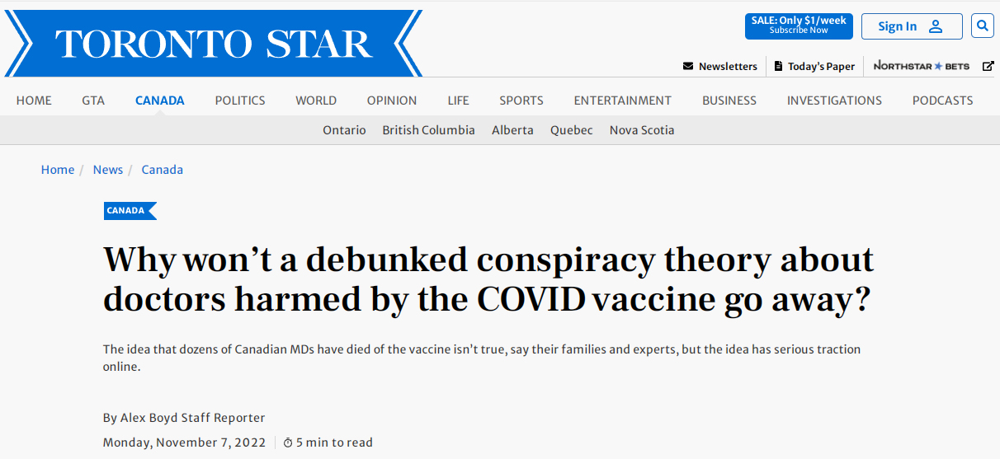 TORONTO STAR
SALE: Only $1/week
Subscribe Now
Sign In
Newsletters
Today's Paper
NORTHSTAR BETS
HOME GTA CANADA POLITICS WORLD OPINION LIFE SPORTS ENTERTAINMENT BUSINESS INVESTIGATIONS PODCASTS
Ontario British Columbia Alberta Quebec Nova Scotia
Home / News / Canada
CANADA
Why won't a debunked conspiracy theory about
doctors harmed by the COVID vaccine go away?
The idea that dozens of Canadian MDs have died of the vaccine isn't true, say their families and experts, but the idea has serious traction
online.
By Alex Boyd Staff Reporter
Monday, November 7, 2022
5 min to read